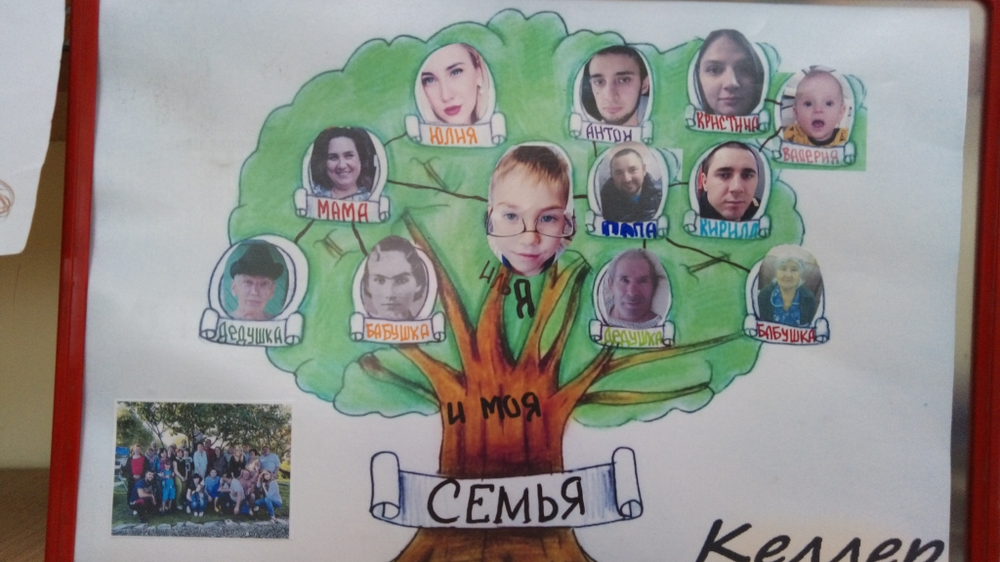 ЮЛИЯ
АНТОН
КРИСТИНА
ВАЛЕРИЯ
МАМА
ПАПА
КИРИЛЛ
ДЕДУШКА
БАБУШКА
Я
ДЕДУШКА
БАБУШКА
И МОЯ
СЕМЬЯ
Келлер